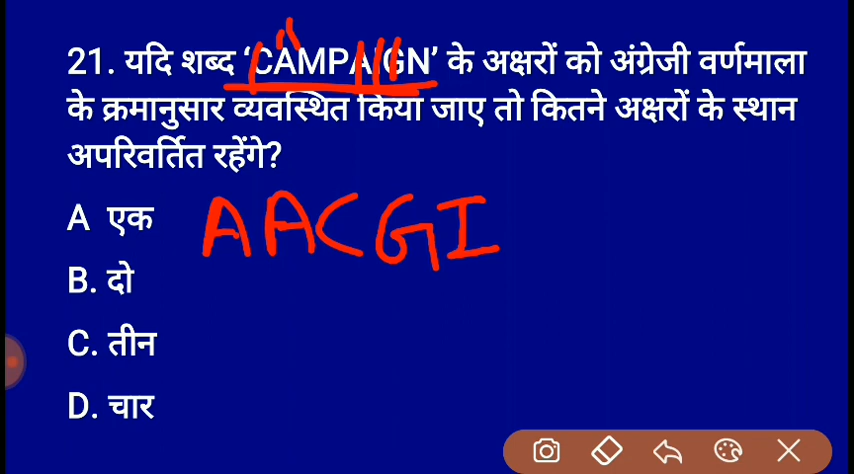 21. यदि शब्द ‘CAMPAIGN’ के अक्षरों को अंग्रेजी वर्णमाला
के क्रमानुसार व्यवस्थित किया जाए तो कितने अक्षरों के स्थान
अपरिवर्तित रहेंगे?
A एक
AACGI
B. दो
C. तीन
D. चार